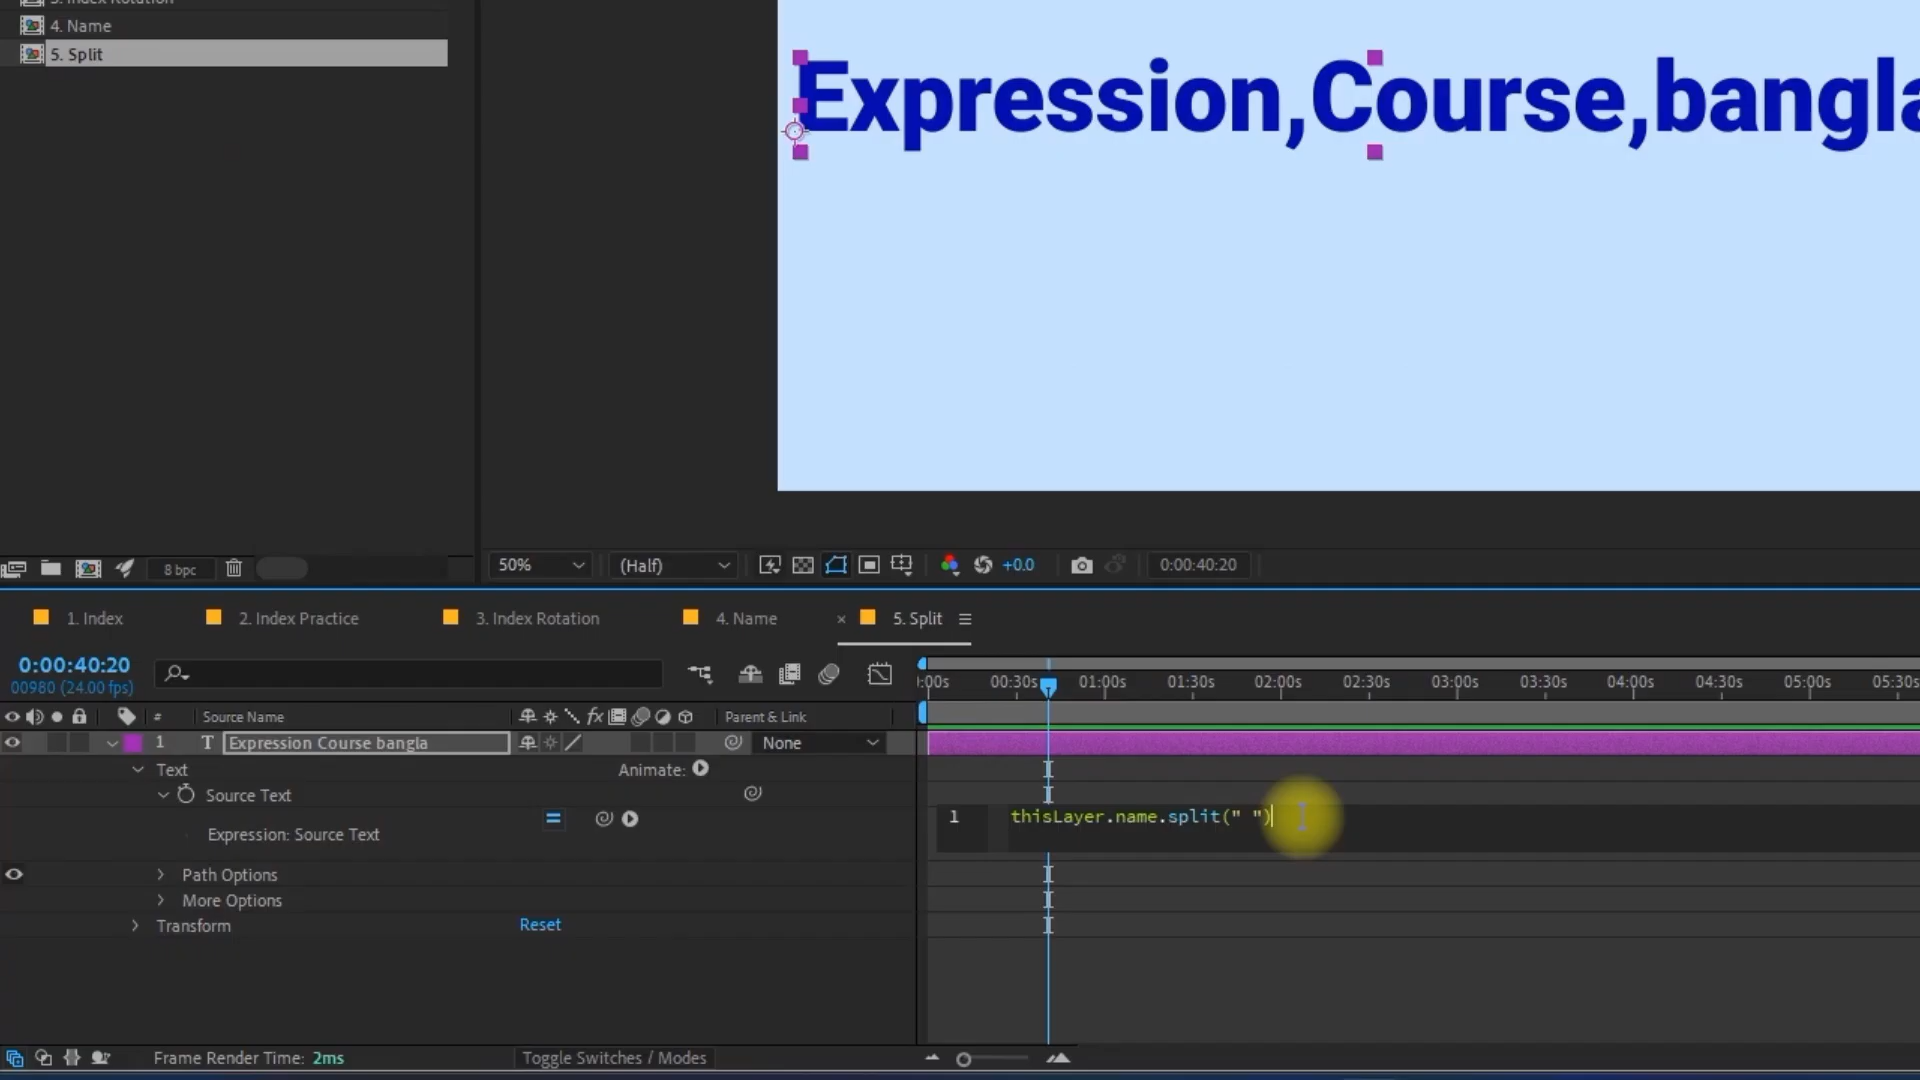 4. Name
5. Split
Expression,Course,bangla
8 bpc
50%
(Half)
+0.0
0:00:40:20
1. Index
2. Index Practice
3. Index Rotation
4. Name
× 5. Split
0:00:40:20
00980 (24.00 fps)
:00s 00:30s 01:00s 01:30s 02:00s 02:30s 03:00s 03:30s 04:00s 04:30s 05:00s 05:30s
# Source Name
fx
Parent & Link
1 T Expression Course bangla
None
Text
Animate:
Source Text
Expression: Source Text
1 thisLayer.name.split(" ")
Path Options
More Options
Transform
Reset
Frame Render Time: 2ms
Toggle Switches / Modes